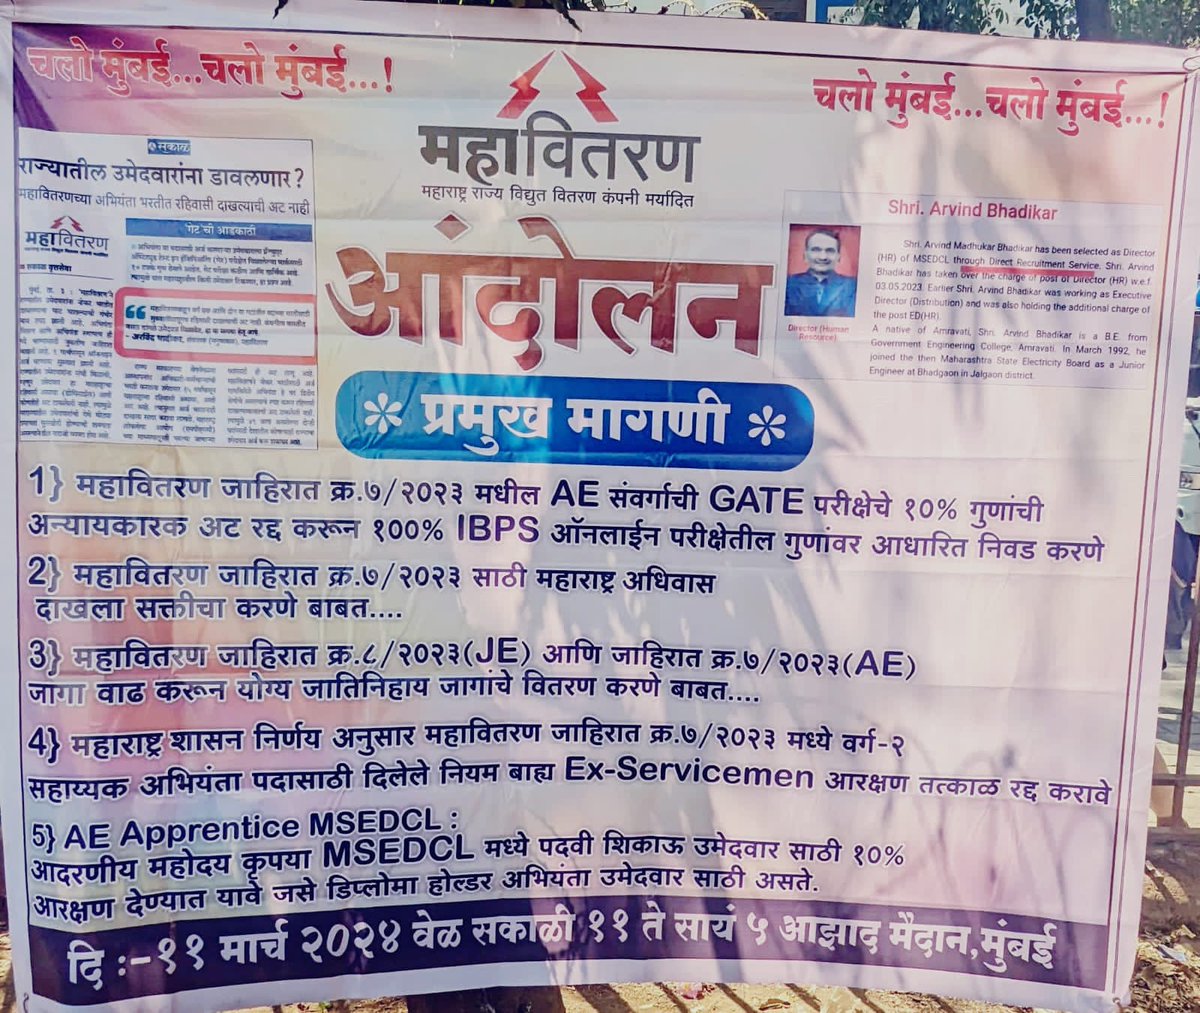 चलो मुंबई...चलो मुंबई...!
चलो मुंबई...चलो मुंबई...!
महावितरण
महाराष्ट्र राज्य विद्युत वितरण कंपनी मर्यादित
आंदोलन
सकाळ
राज्यातील उमेदवारांना डावलणार?
महावितरणच्या अभियंता भरतीत रहिवासी दाखल्याची अट नाही
महावितरण
'गेट'ची आडकाठी
सकाळ वृत्तसेवा
Shri. Arvind Bhadikar
Shri. Arvind Madhukar Bhadikar has been selected as Director
(HR) of MSEDCL through Direct Recruitment Service. Shri. Arvind
Bhadikar has taken over the charge of post of Director (HR) w.e.f.
03.05.2023. Earlier Shri. Arvind Bhadikar was working as Executive
Director (Distribution) and was also holding the additional charge of
the post ED(HR).
A native of Amravati, Shri. Arvind Bhadikar is a B.E. from
Government Engineering College, Amravati. In March 1992, he
joined the then Maharashtra State Electricity Board as a Junior
Engineer at Bhadgaon in Jalgaon district.
Director (Human
Resource)
* प्रमुख मागणी *
1} महावितरण जाहिरात क्र.७/२०२३ मधील AE संवर्गाची GATE परीक्षेचे १०% गुणांची
अन्यायकारक अट रद्द करून १००% IBPS ऑनलाईन परीक्षेतील गुणांवर आधारित निवड करणे
2} महावितरण जाहिरात क्र.७/२०२३ साठी महाराष्ट्र अधिवास
दाखला सक्तीचा करणे बाबत....
3} महावितरण जाहिरात क्र.८/२०२३(JE) आणि जाहिरात क्र.७/२०२३(AE)
जागा वाढ करून योग्य जातिनिहाय जागांचे वितरण करणे बाबत....
4} महाराष्ट्र शासन निर्णय अनुसार महावितरण जाहिरात क्र.७/२०२३ मध्ये वर्ग-२
सहाय्यक अभियंता पदासाठी दिलेले नियम बाह्य Ex-Servicemen आरक्षण तत्काळ रद्द करावे
5} AE Apprentice MSEDCL :
आदरणीय महोदय कृपया MSEDCL मध्ये पदवी शिकाऊ उमेदवार साठी १०%
आरक्षण देण्यात यावे जसे डिप्लोमा होल्डर अभियंता उमेदवार साठी असते.
दि :-११ मार्च २०२४ वेळ सकाळी ११ ते सायं ५ आझाद मैदान,मुंबई